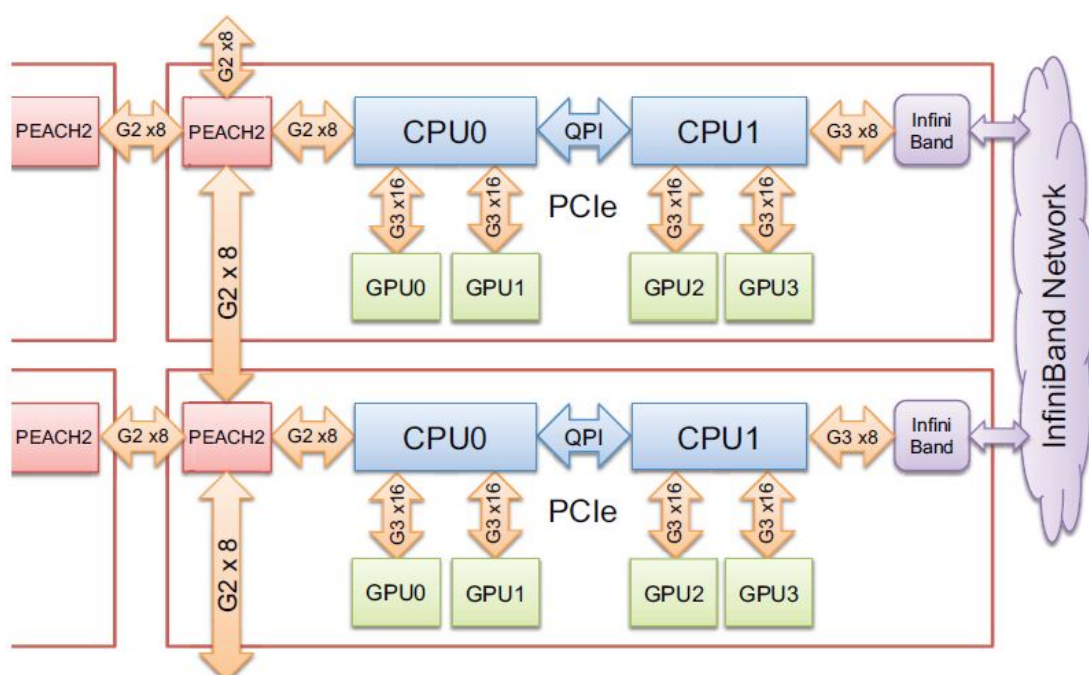 G2 x8
PEACH2
G2 x8
PEACH2
G2 x8
CPU0
QPI
CPU1
G3 x8
Infini
Band
G3 x16
G3 x16
PCIe
G3 x16
G3 x16
G2 x 8
GPU0
GPU1
GPU2
GPU3
InfiniBand Network
PEACH2
G2 x8
PEACH2
G2 x8
CPU0
QPI
CPU1
G3 x8
Infini
Band
G3 x16
G3 x16
PCIe
G3 x16
G3 x16
G2 x 8
GPU0
GPU1
GPU2
GPU3